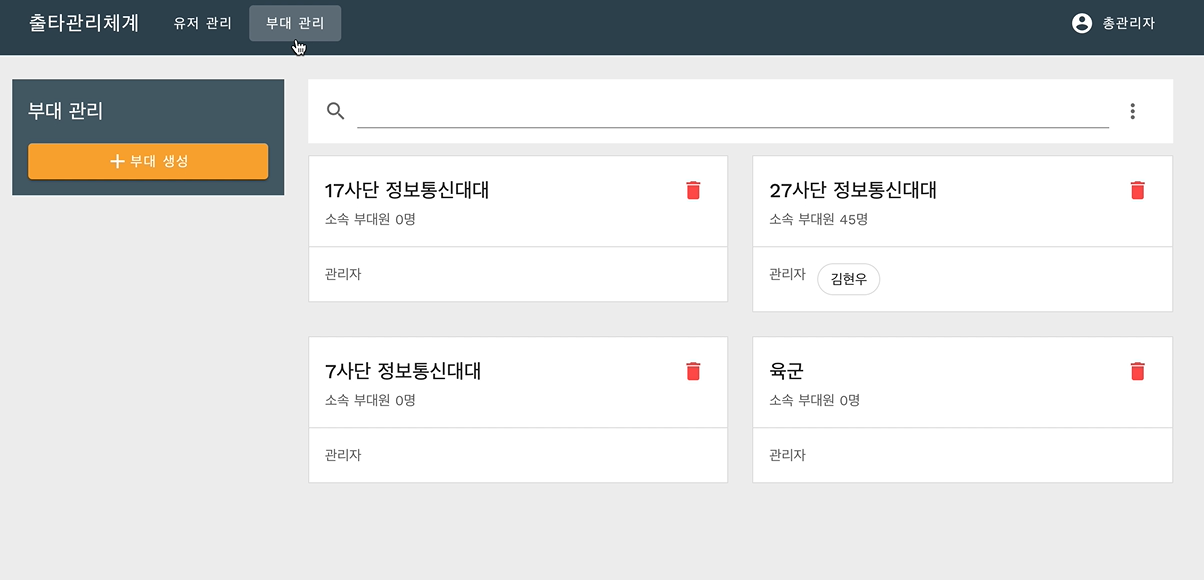 출타관리체계 유저 관리 부대 관리 총관리자
부대 관리
부대 생성
17사단 정보통신대대
소속 부대원 0명
관리자
27사단 정보통신대대
소속 부대원 45명
관리자 김현우
7사단 정보통신대대
소속 부대원 0명
관리자
육군
소속 부대원 0명
관리자